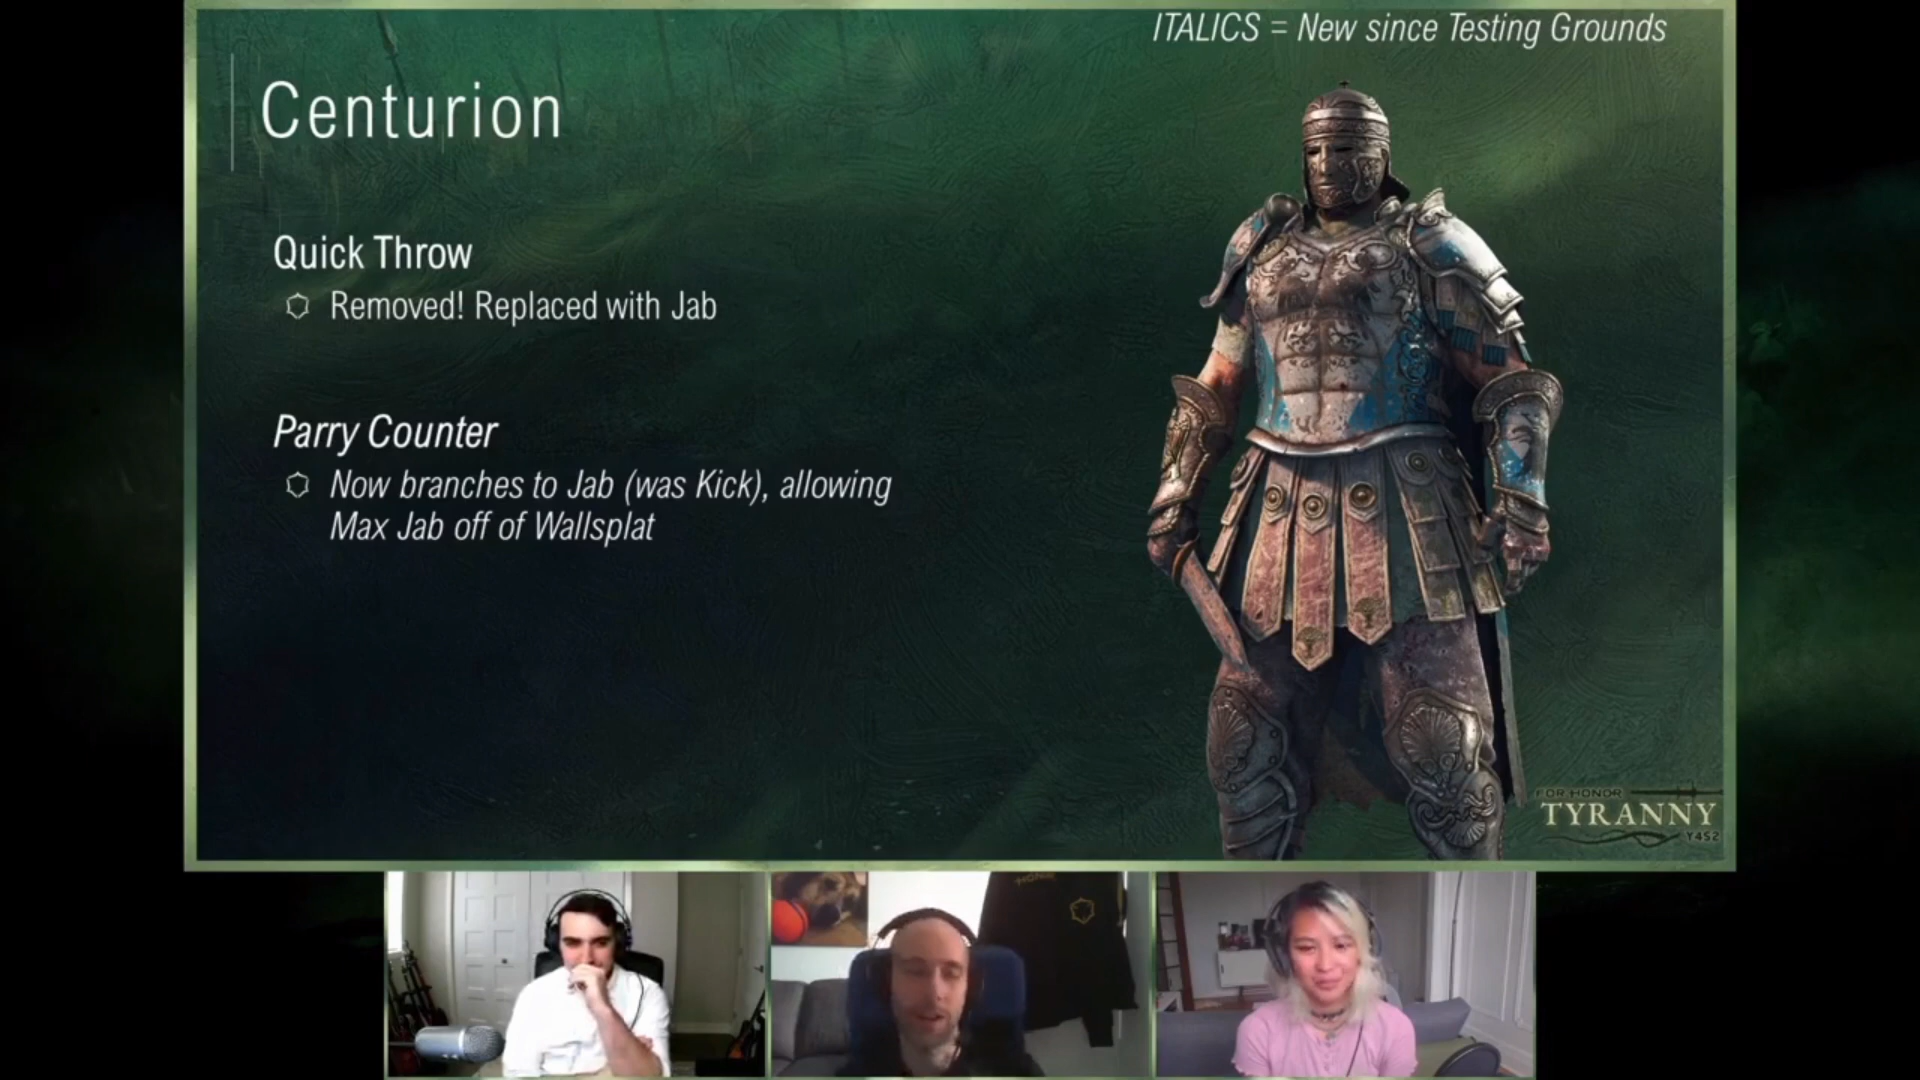 ITALICS = New since Testing Grounds
Centurion
Quick Throw
Removed! Replaced with Jab
Parry Counter
Now branches to Jab (was Kick), allowing
Max Jab off of Wallsplat
FOR HONOR
TYRANNY
Y4S2
HONOR